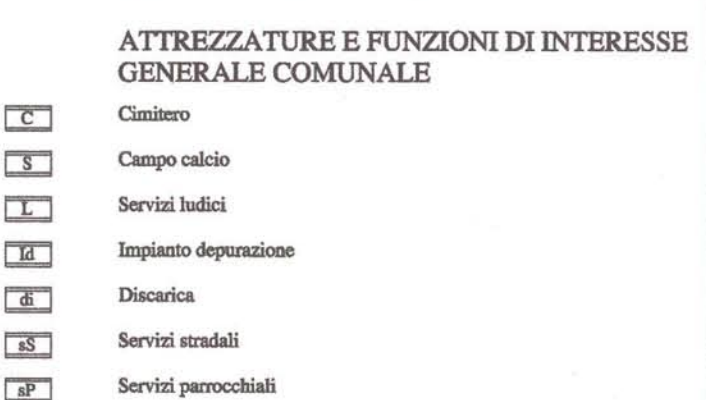 ATTREZZATURE E FUNZIONI DI INTERESSE
GENERALE COMUNALE
C Cimitero
S Campo calcio
L Servizi ludici
Id Impianto depurazione
di Discarica
sS Servizi stradali
sP Servizi parrocchiali